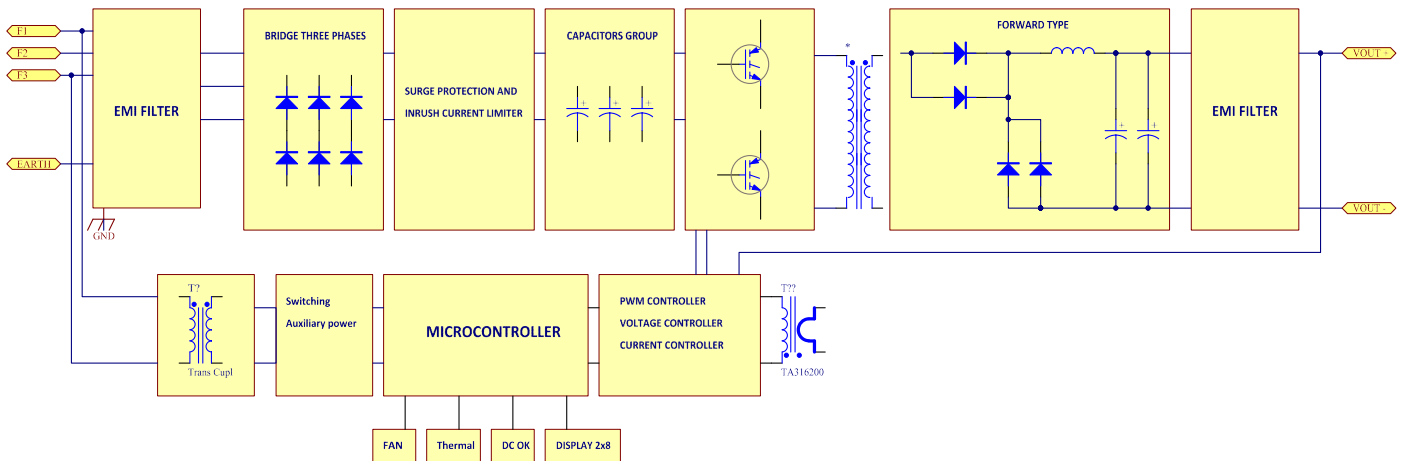 F1
F2
F3
EARTH
EMI FILTER
GND
BRIDGE THREE PHASES
SURGE PROTECTION AND
INRUSH CURRENT LIMITER
CAPACITORS GROUP
+ + +
*
FORWARD TYPE
+ +
EMI FILTER
VOUT +
VOUT -
T?
Trans Cupl
Switching
Auxiliary power
MICROCONTROLLER
PWM CONTROLLER
VOLTAGE CONTROLLER
CURRENT CONTROLLER
T??
TA316200
FAN
Thermal
DC OK
DISPLAY 2x8